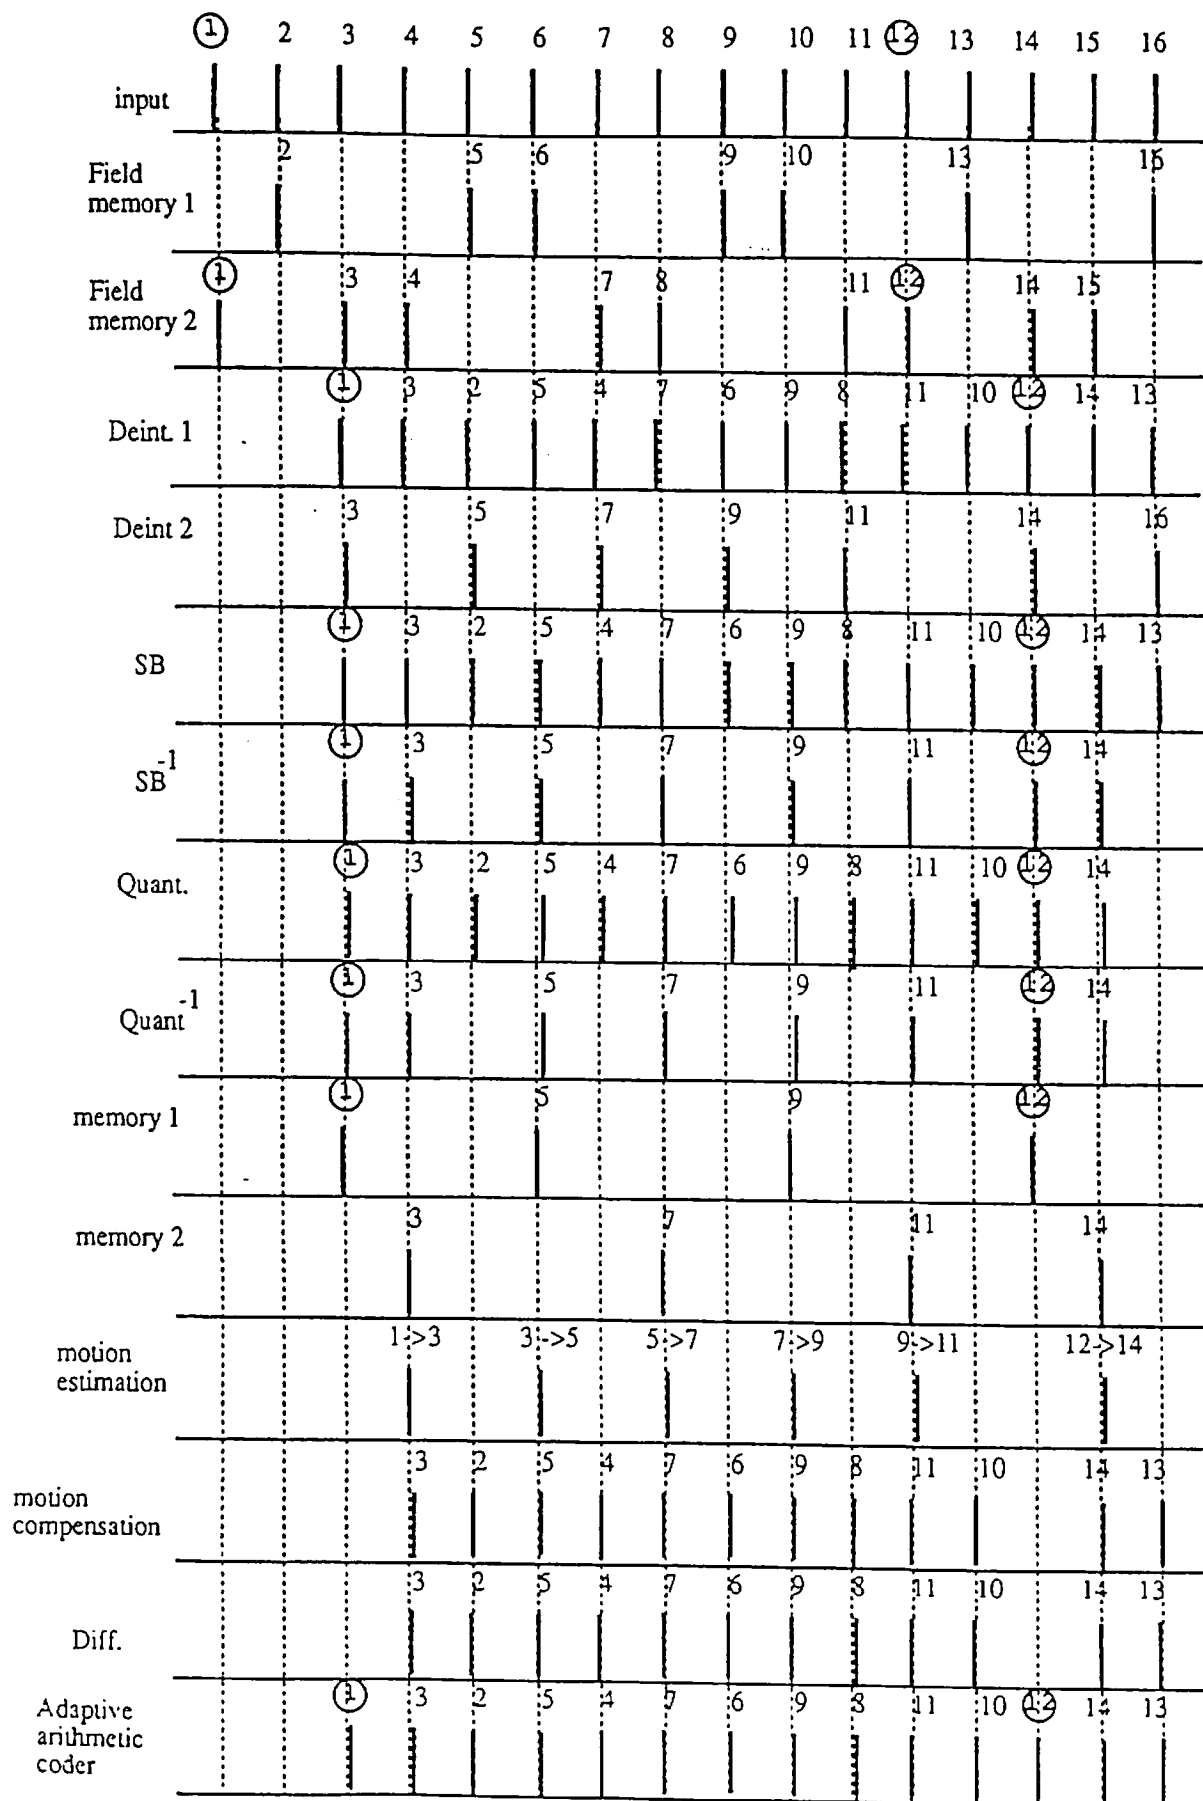 1 2 3 4 5 6 7 8 9 10 11 12 13 14 15 16
input
2 5 6 9 10 13 16
Field
memory 1
1 3 4 7 8 11 12 14 15
Field
memory 2
1 3 2 5 4 7 6 9 8 11 10 12 14 13
Deint. 1
3 5 7 9 11 14 16
Deint 2
1 3 2 5 4 7 6 9 8 11 10 12 14 13
SB
1 3 5 7 9 11 12 14
SB-1
1 3 2 5 4 7 6 9 8 11 10 12 14
Quant.
1 3 5 7 9 11 12 14
Quant-1
1 5 9 12
memory 1
3 7 11 14
memory 2
1->3 3->5 5->7 7->9 9->11 12->14
motion
estimation
3 2 5 4 7 6 9 8 11 10 14 13
motion
compensation
3 2 5 4 7 6 9 8 11 10 14 13
Diff.
1 3 2 5 4 7 6 9 8 11 10 12 14 13
Adaptive
arithmetic
coder